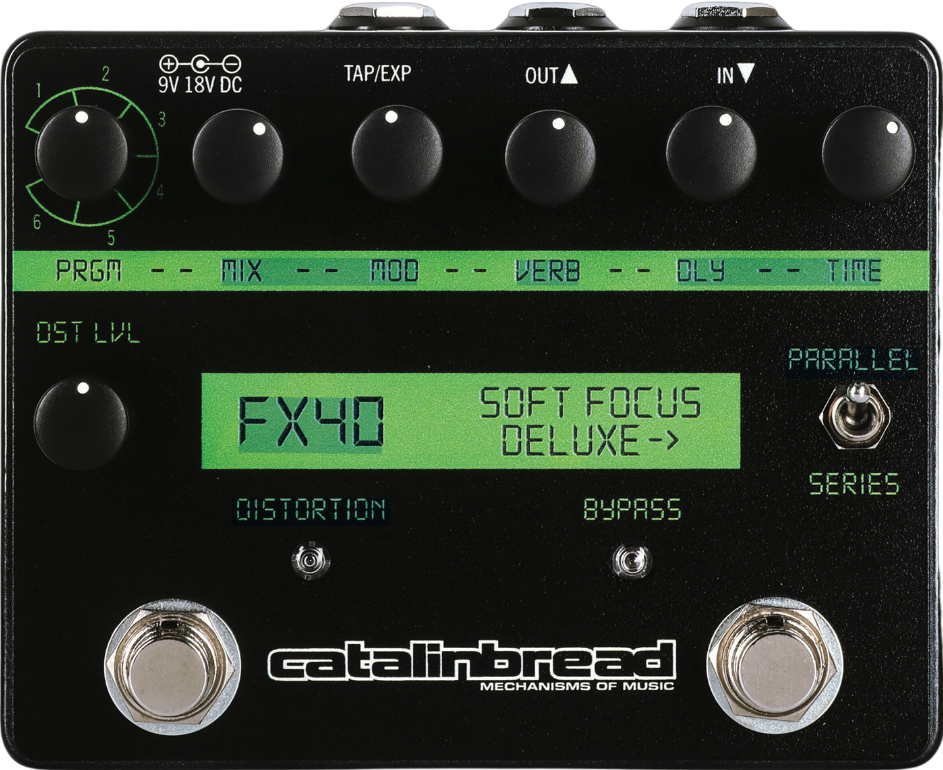 9V 18V DC
TAP/EXP
OUT▲
IN▼
1
2
3
4
5
6
PRGM -- MIX -- MOD -- VERB -- DLY -- TIME
DST LVL
PARALLEL
FX40
SOFT FOCUS
DELUXE->
SERIES
DISTORTION
BYPASS
catalinbread
MECHANISMS OF MUSIC